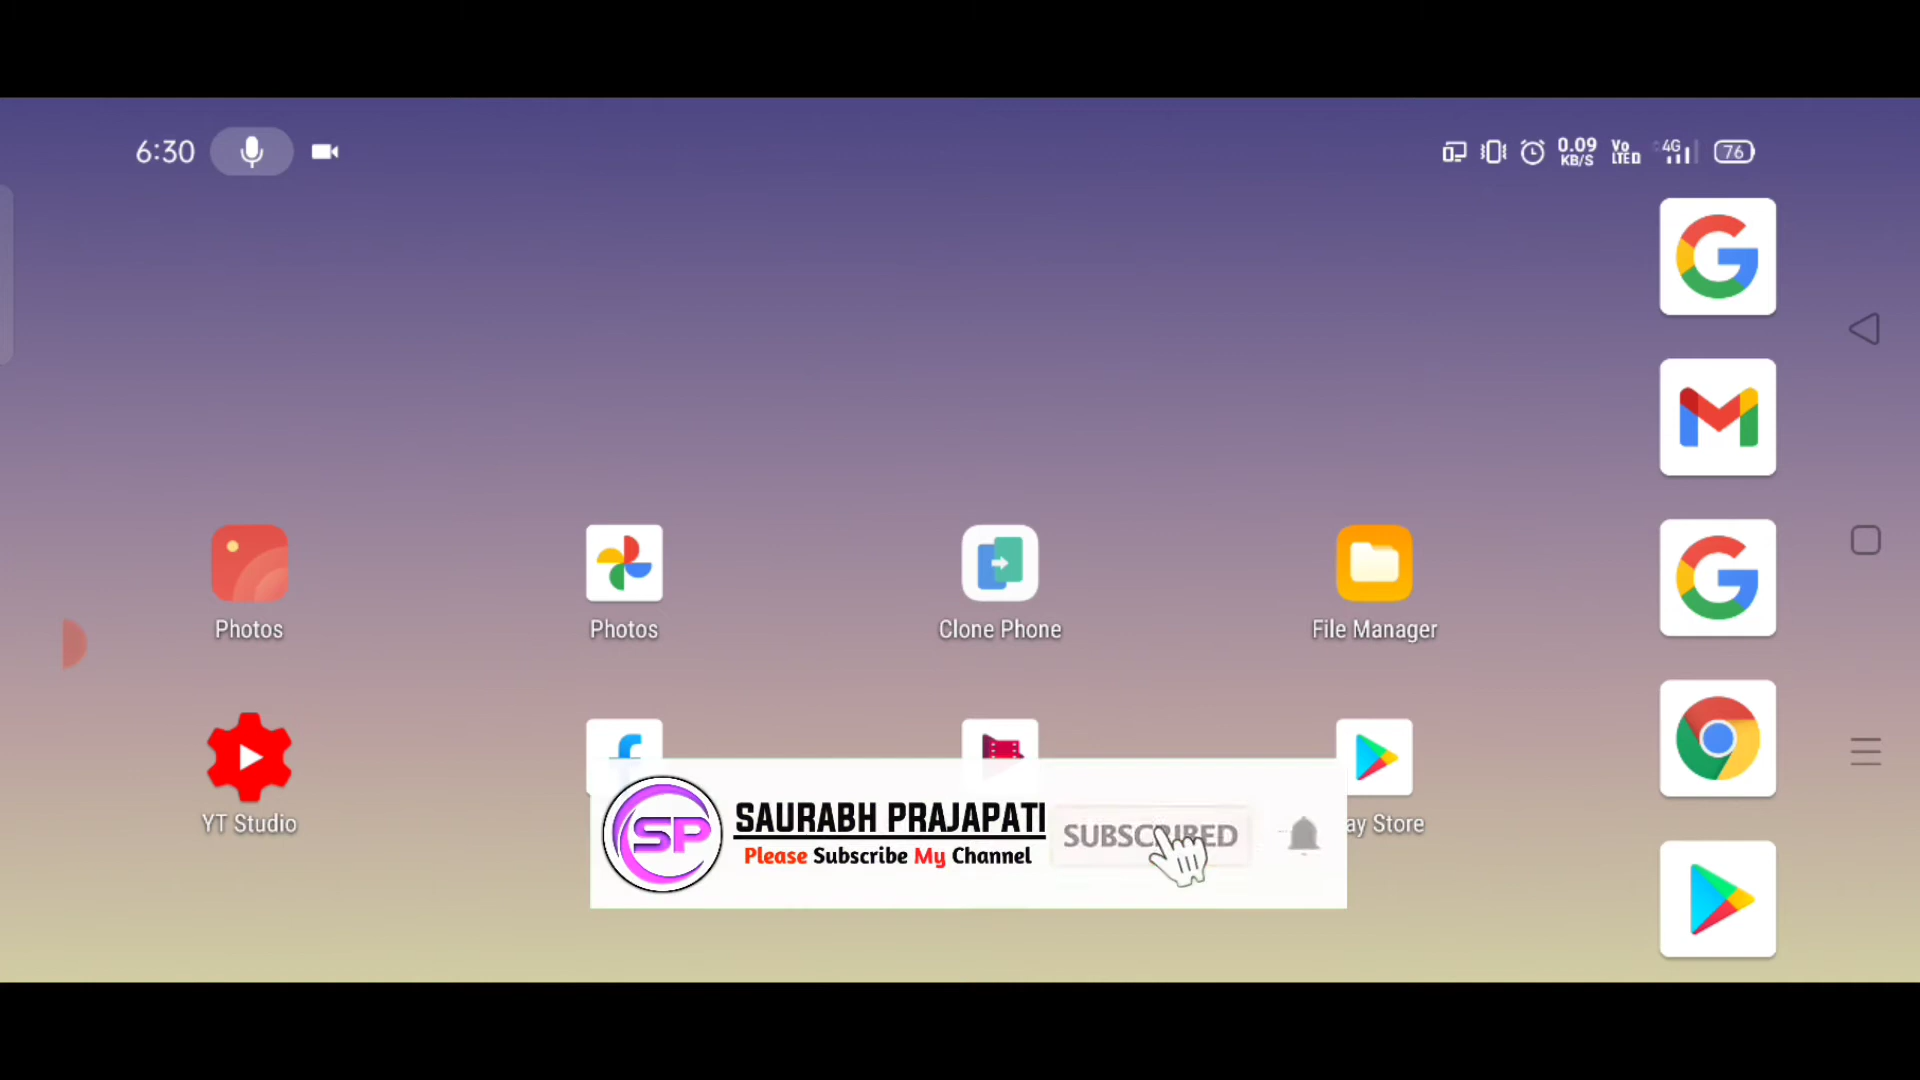 6:30
0.09
KB/S
Vo
LTE
4G
76
Photos
Photos
Clone Phone
File Manager
YT Studio
ay Store
SP
SAURABH PRAJAPATI
Please Subscribe My Channel
SUBSCRIBED